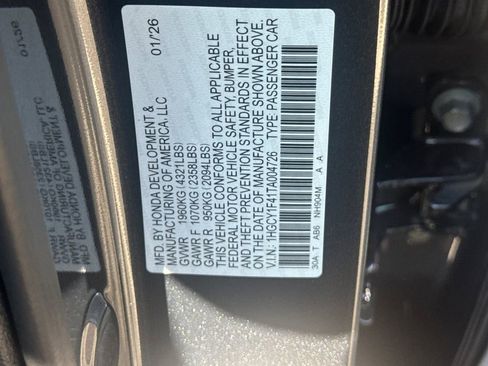 01/26
MFD. BY HONDA DEVELOPMENT &
MANUFACTURING OF AMERICA, LLC
GVWR 1960KG (4321LBS)
GAWR F 1070KG (2358LBS)
GAWR R 950KG (2094LBS)
THIS VEHICLE CONFORMS TO ALL APPLICABLE
FEDERAL MOTOR VEHICLE SAFETY, BUMPER,
AND THEFT PREVENTION STANDARDS IN EFFECT
ON THE DATE OF MANUFACTURE SHOWN ABOVE.
V.I.N.: 1HGCY1F41TA004726 TYPE: PASSENGER CAR
30A T AB6 NH904M A A